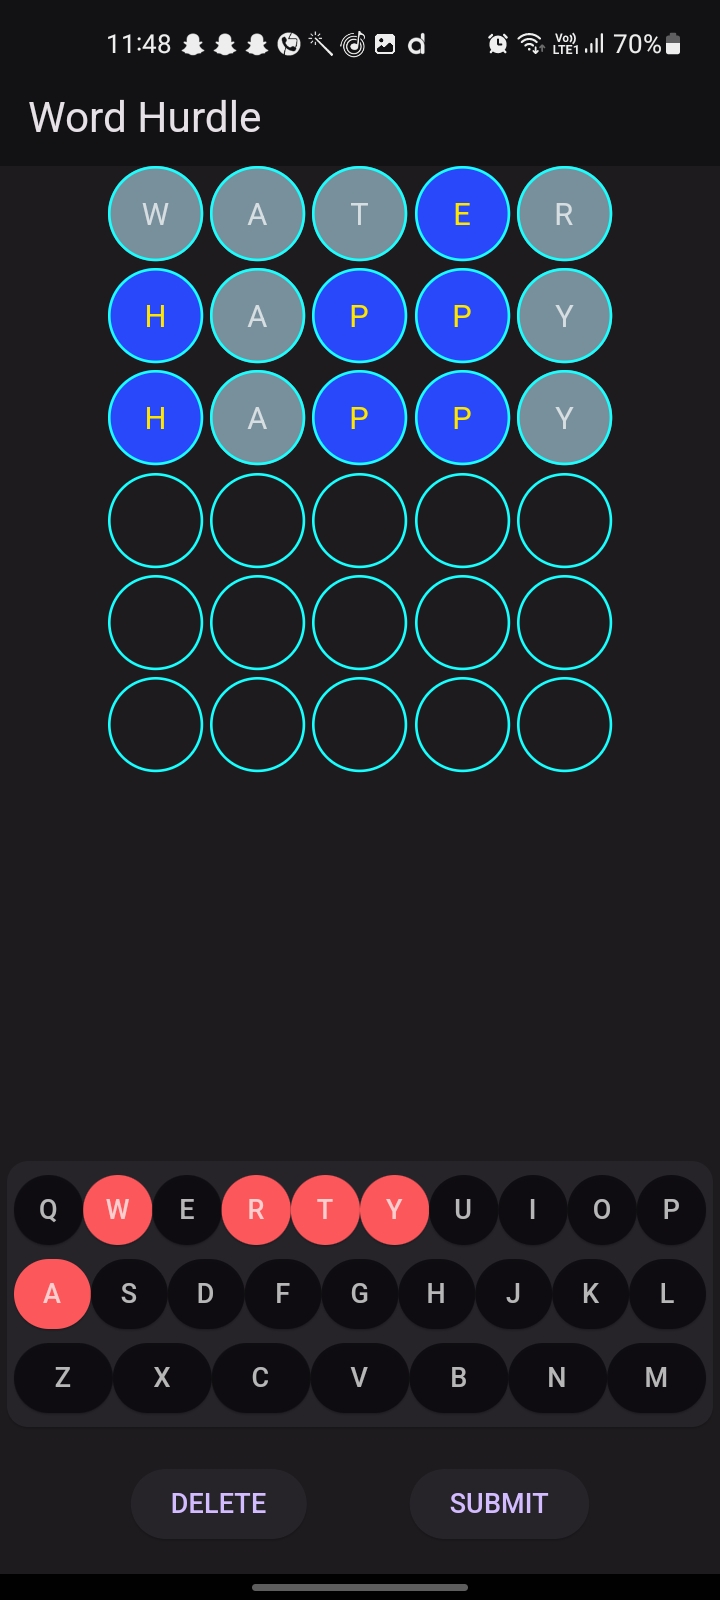 11:48 Vo)) LTE1 70%
Word Hurdle
W A T E R
H A P P Y
H A P P Y
Q W E R T Y U I O P
A S D F G H J K L
Z X C V B N M
DELETE SUBMIT